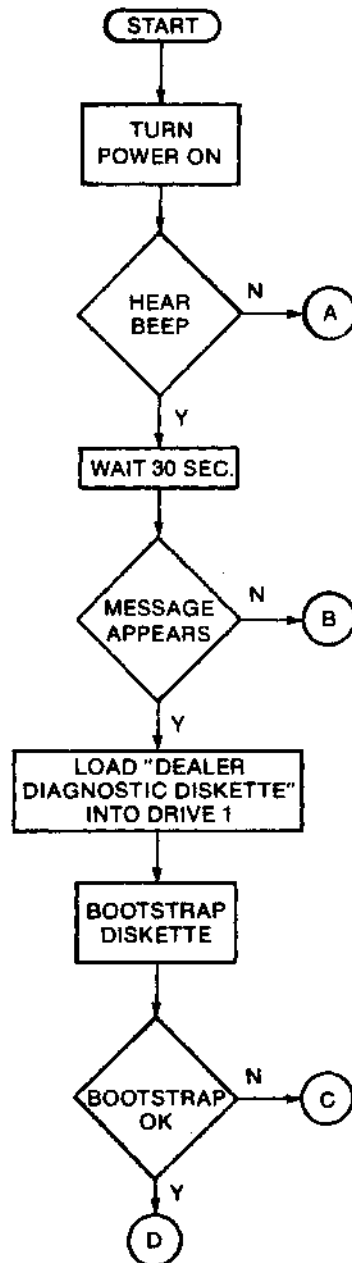 START
TURN
POWER ON
HEAR
BEEP
N
A
Y
WAIT 30 SEC.
MESSAGE
APPEARS
N
B
Y
LOAD "DEALER
DIAGNOSTIC DISKETTE"
INTO DRIVE 1
BOOTSTRAP
DISKETTE
BOOTSTRAP
OK
N
C
Y
D